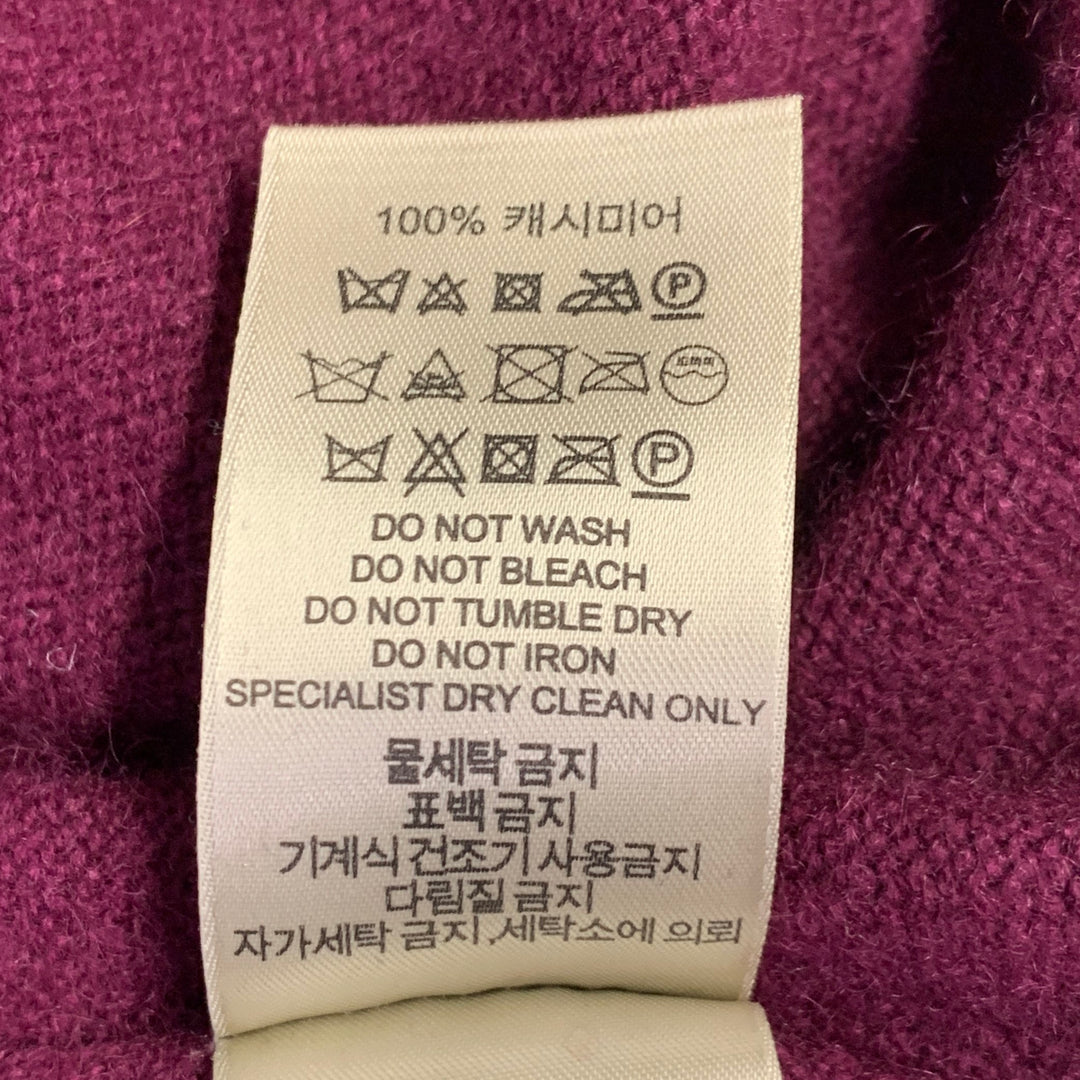 100% 캐시미어
P
드라이
P
DO NOT WASH
DO NOT BLEACH
DO NOT TUMBLE DRY
DO NOT IRON
SPECIALIST DRY CLEAN ONLY
물세탁 금지
표백 금지
기계식 건조기 사용금지
다림질 금지
자가세탁 금지,세탁소에 의뢰